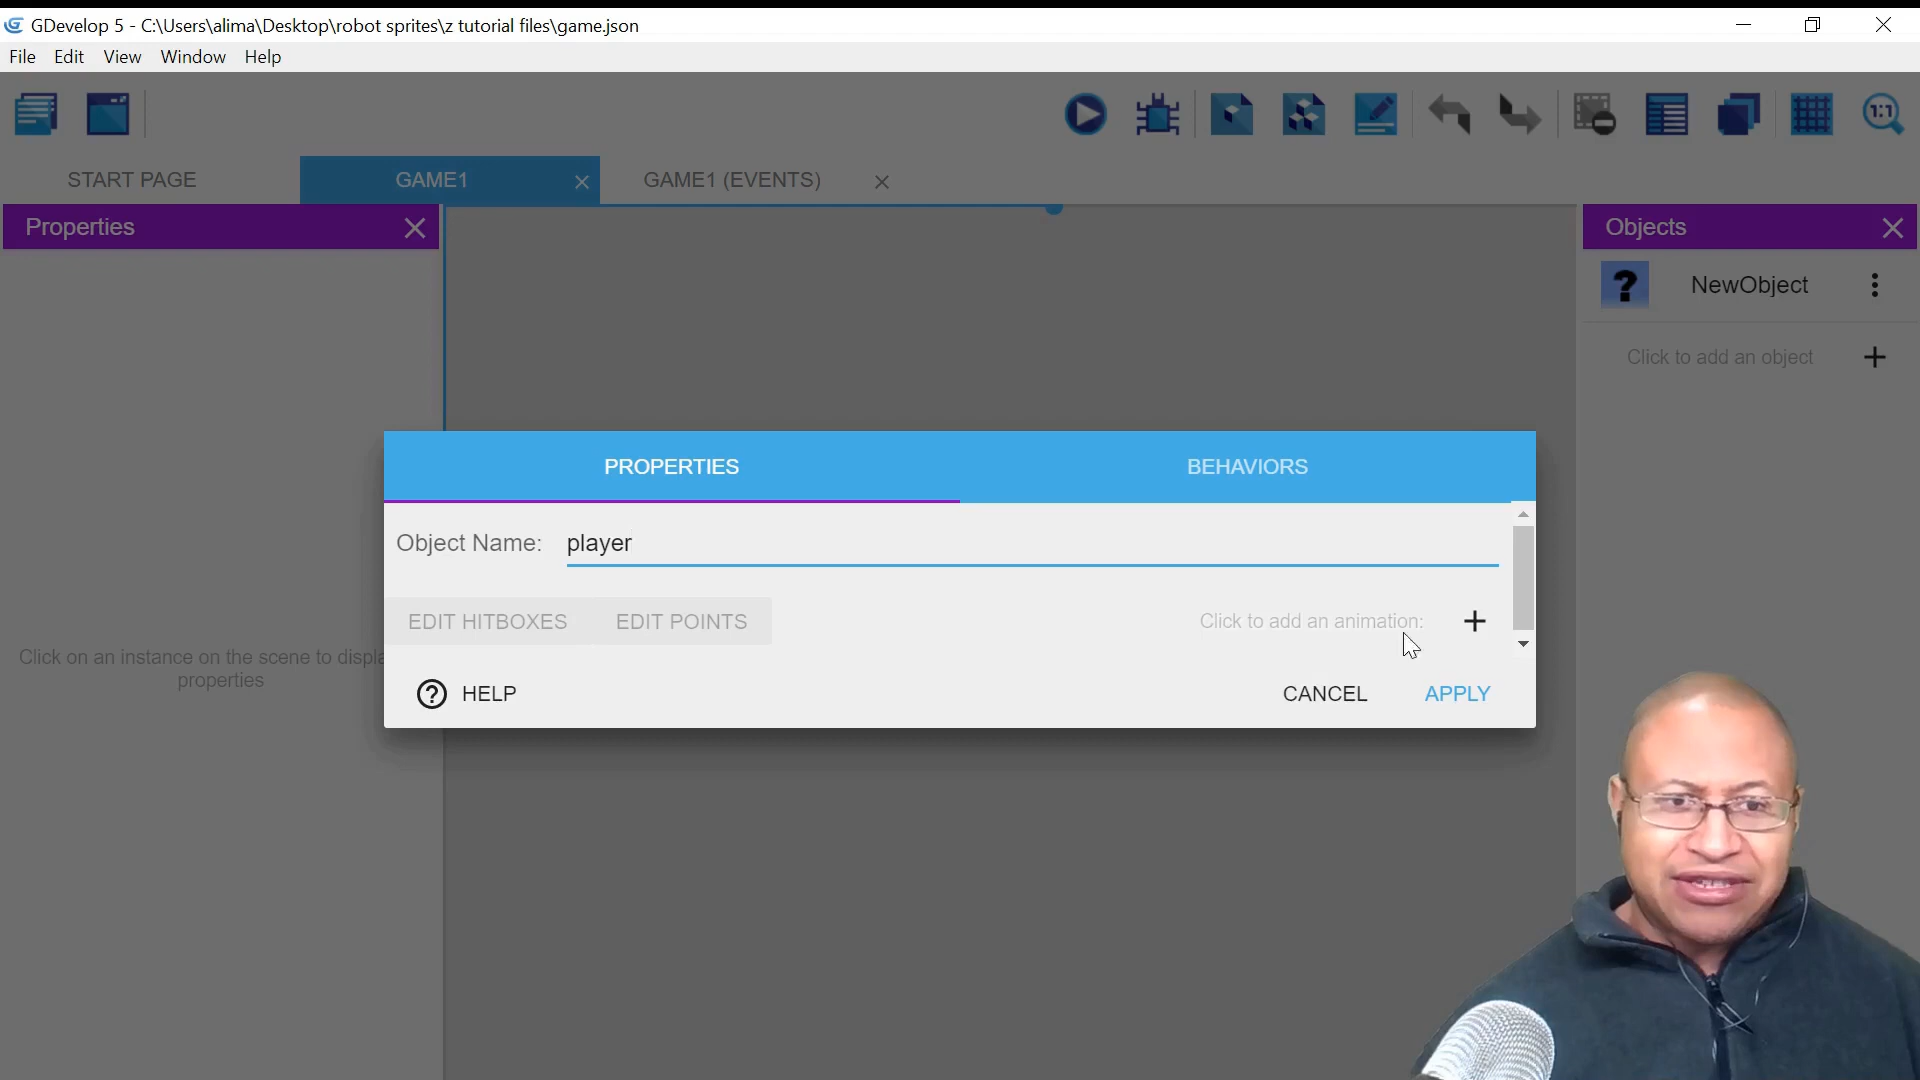 GDevelop 5 - C:\Users\alima\Desktop\robot sprites\z tutorial files\game.json
File Edit View Window Help
1:1
START PAGE
GAME1
GAME1 (EVENTS)
Properties
Objects
NewObject
Click to add an object
PROPERTIES
BEHAVIORS
Object Name: player
EDIT HITBOXES
EDIT POINTS
Click to add an animation:
Click on an instance on the scene to displa
properties
HELP
CANCEL
APPLY